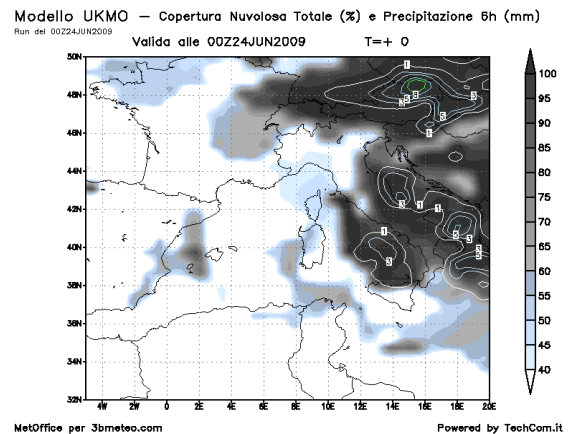 Modello UKMO – Copertura Nuvolosa Totale (%) e Precipitazione 6h (mm)
Run del 00Z24JUN2009
Valida alle 00Z24JUN2009 T=+ 0
50N
48N
46N
44N
42N
40N
38N
36N
34N
32N
4W 2W 0 2E 4E 6E 8E 10E 12E 14E 16E 18E 20E
100
95
90
85
80
75
70
65
60
55
50
45
40
MetOffice per 3bmeteo.com Powered by TechCom.it